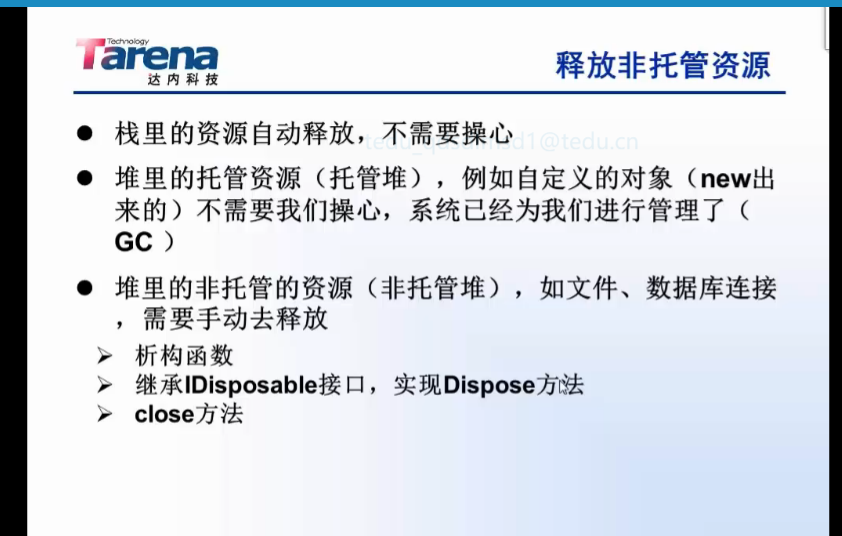 Technology
Tarena
达内科技
释放非托管资源
● 栈里的资源自动释放，不需要操心
● 堆里的托管资源（托管堆），例如自定义的对象（new出
来的）不需要我们操心，系统已经为我们进行管理了（
GC ）
● 堆里的非托管的资源（非托管堆），如文件、数据库连接
，需要手动去释放
➢ 析构函数
➢ 继承IDisposable接口，实现Dispose方法
➢ close方法